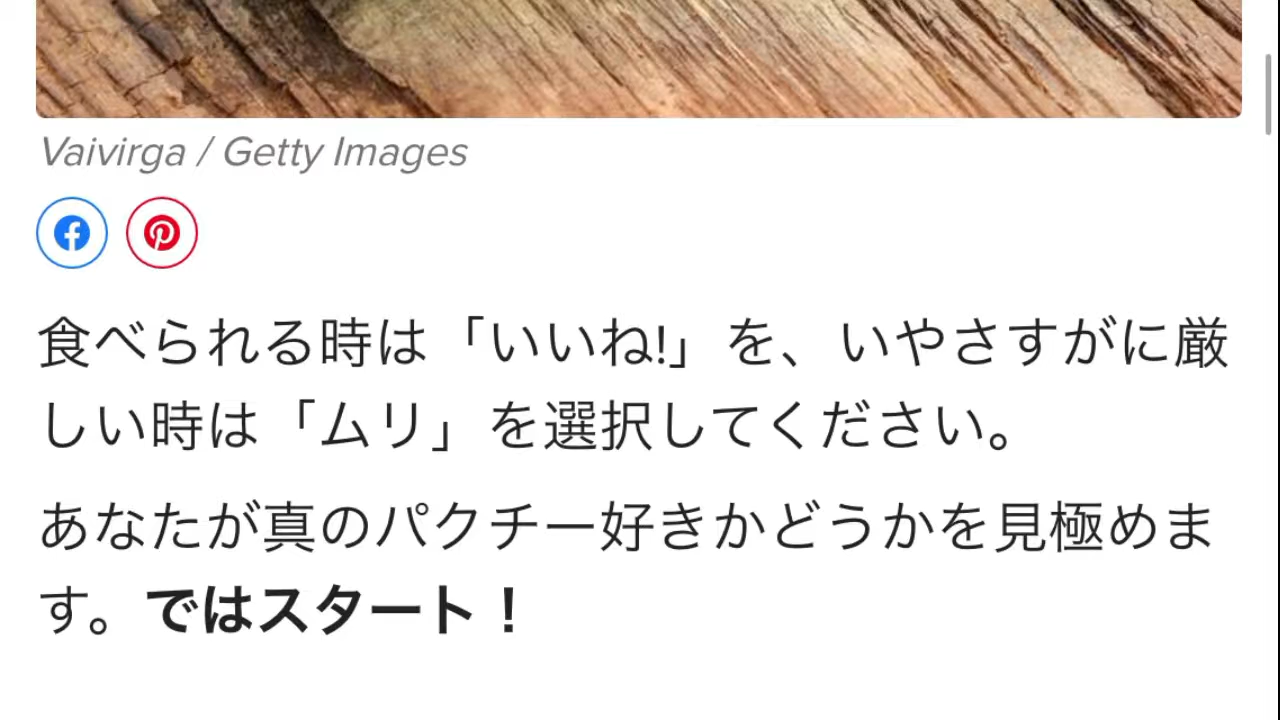 Vaivirga / Getty Images
食べられる時は「いいね!」を、いやさすがに厳
しい時は「ムリ」を選択してください。
あなたが真のパクチー好きかどうかを見極めま
す。ではスタート！